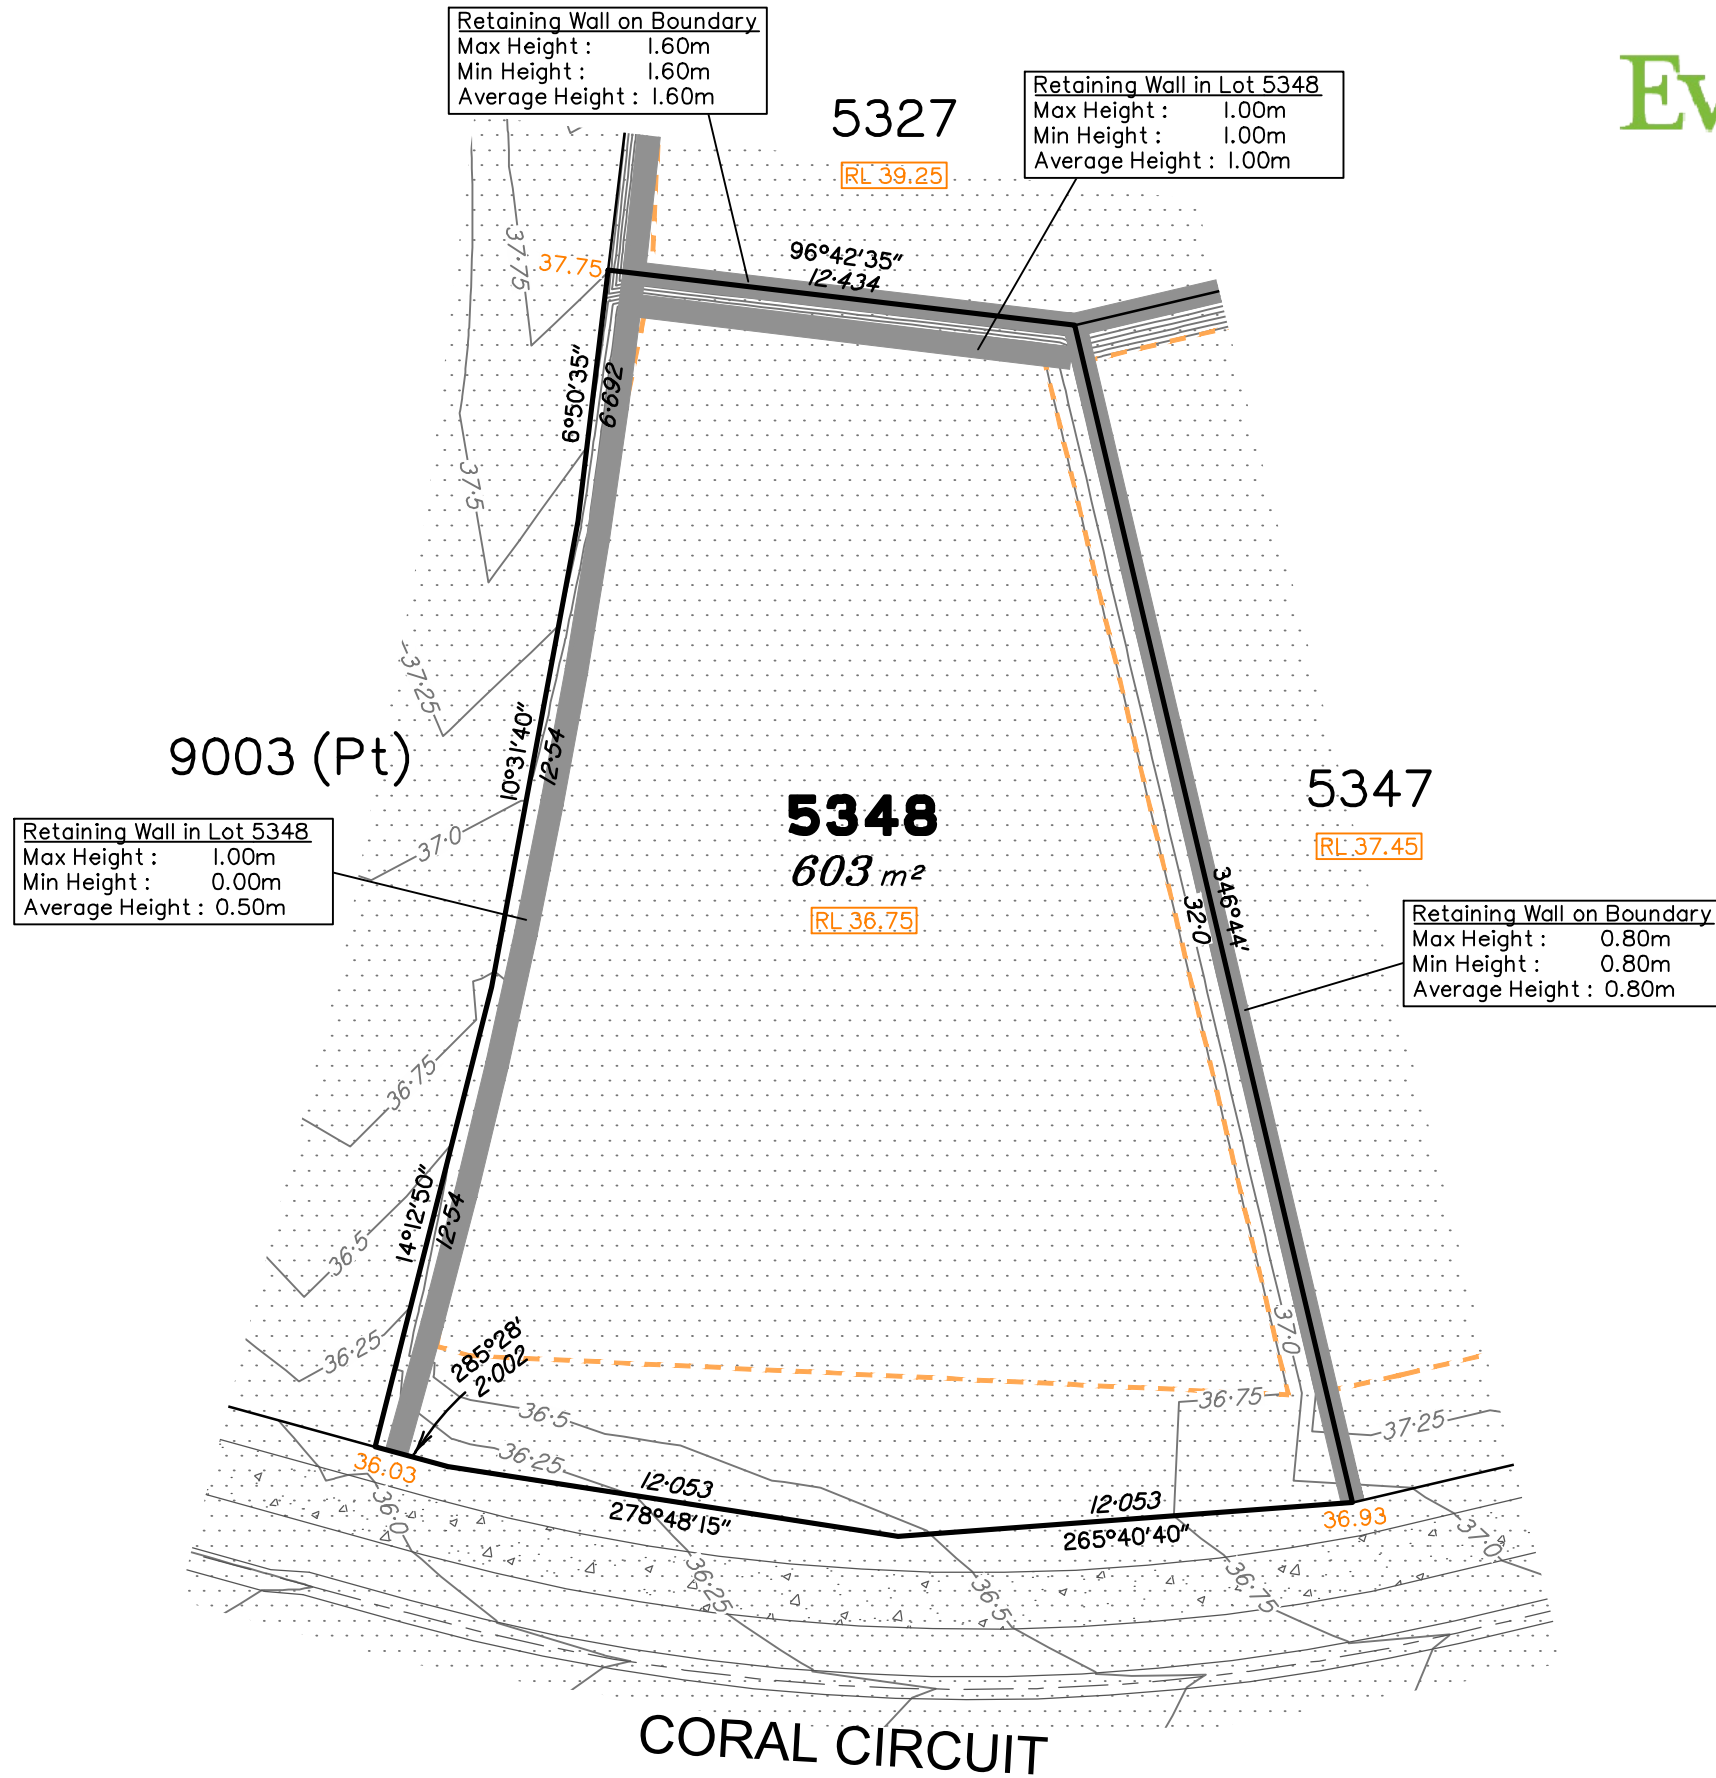 Retaining Wall on Boundary
Max Height : 1.60m
Min Height : 1.60m
Average Height : 1.60m
5327
RL 39.25
Retaining Wall in Lot 5348
Max Height : 1.00m
Min Height : 1.00m
Average Height : 1.00m
Ev
37·75
37.75
96°42'35"
12·434
6°50'35"
6·692
37·5
37·25
10°31'40"
12·54
9003 (Pt)
37·0
Retaining Wall in Lot 5348
Max Height : 1.00m
Min Height : 0.00m
Average Height : 0.50m
5348
603 m²
RL 36.75
5347
RL 37.45
346°44'
32·0
Retaining Wall on Boundary
Max Height : 0.80m
Min Height : 0.80m
Average Height : 0.80m
36·75
14°12'50"
12·54
36·5
36·25
285°28'
2·002
37·0
36·75
37·25
36·5
36·25
36.03
36·0
12·053
278°48'15"
12·053
265°40'40"
36.93
37·0
36·25
36·5
36·75
CORAL CIRCUIT